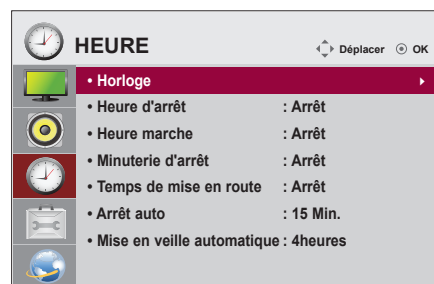 HEURE
Déplacer OK
• Horloge
• Heure d'arrêt : Arrêt
• Heure marche : Arrêt
• Minuterie d'arrêt : Arrêt
• Temps de mise en route : Arrêt
• Arrêt auto : 15 Min.
• Mise en veille automatique : 4heures